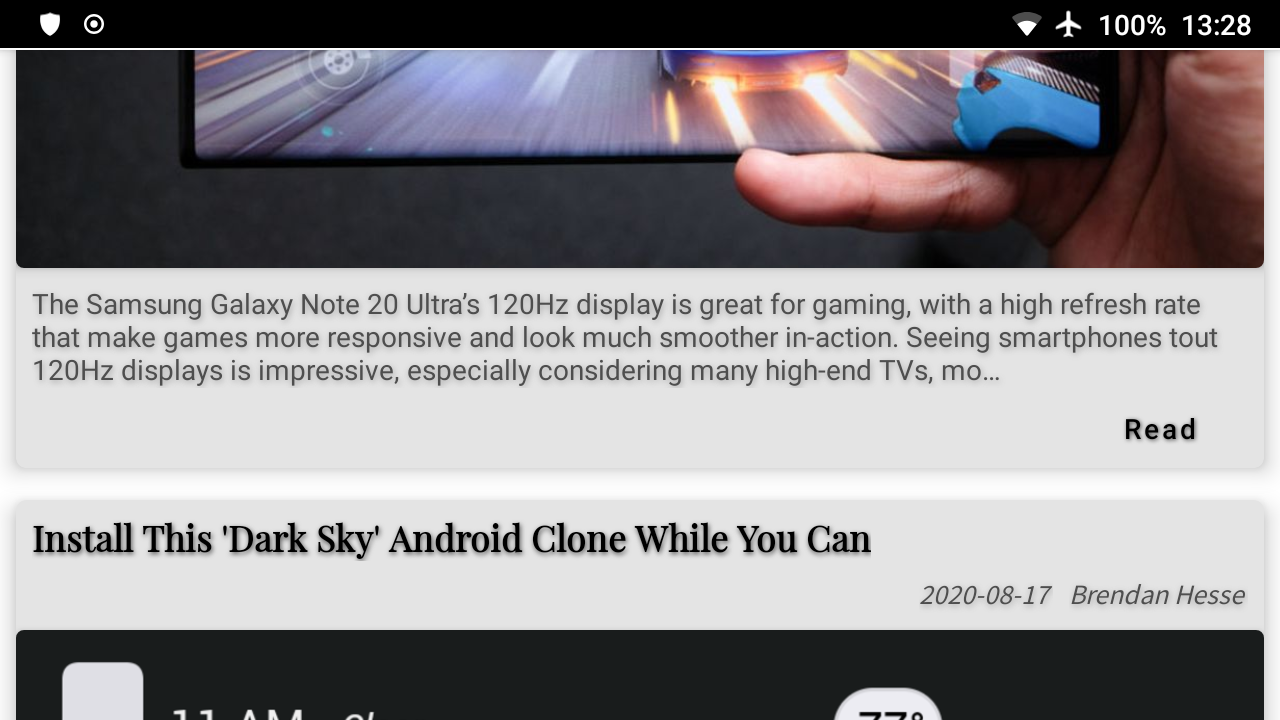 100% 13:28
The Samsung Galaxy Note 20 Ultra’s 120Hz display is great for gaming, with a high refresh rate
that make games more responsive and look much smoother in-action. Seeing smartphones tout
120Hz displays is impressive, especially considering many high-end TVs, mo…
Read
Install This 'Dark Sky' Android Clone While You Can
2020-08-17 Brendan Hesse
11 AM
77°